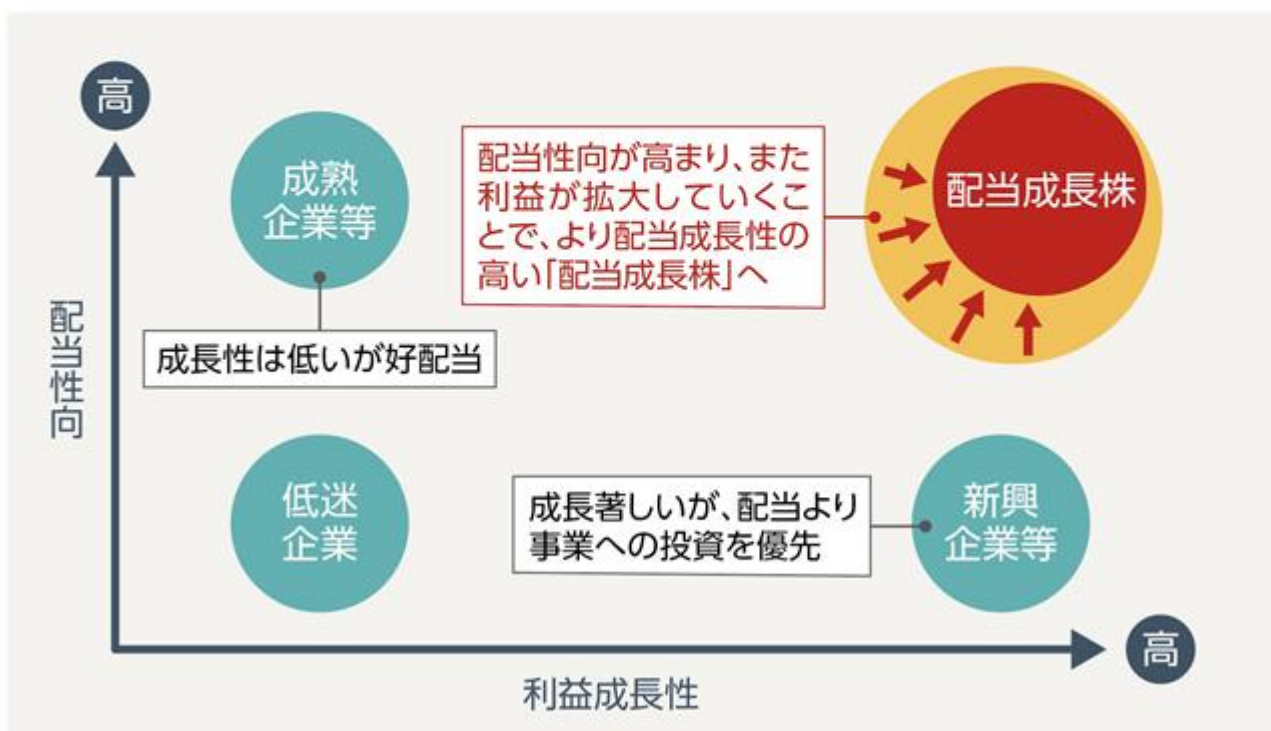 高
成熟
企業等
配当性向が高まり、また
利益が拡大していくこ
とで、より配当成長性の
高い「配当成長株」へ
配当成長株
成長性は低いが好配当
配当性向
低迷
企業
成長著しいが、配当より
事業への投資を優先
新興
企業等
高
利益成長性